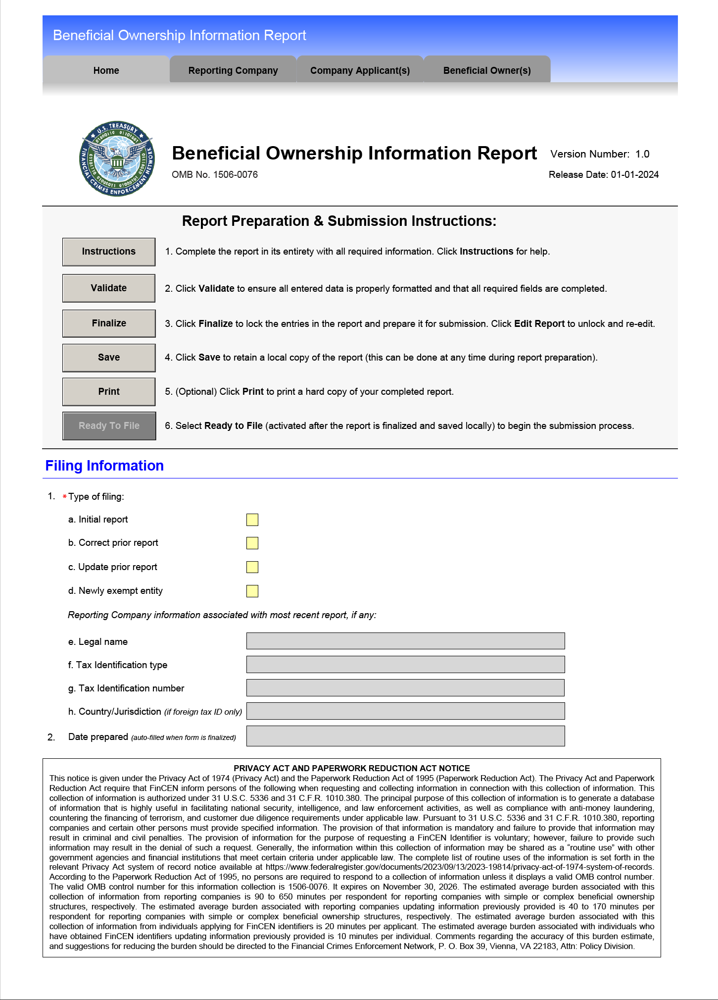 Beneficial Ownership Information Report
Home
Reporting Company
Company Applicant(s)
Beneficial Owner(s)
U.S. TREASURY
FINANCIAL CRIMES ENFORCEMENT NETWORK
Beneficial Ownership Information Report
Version Number: 1.0
OMB No. 1506-0076
Release Date: 01-01-2024
Report Preparation & Submission Instructions:
Instructions
1. Complete the report in its entirety with all required information. Click Instructions for help.
Validate
2. Click Validate to ensure all entered data is properly formatted and that all required fields are completed.
Finalize
3. Click Finalize to lock the entries in the report and prepare it for submission. Click Edit Report to unlock and re-edit.
Save
4. Click Save to retain a local copy of the report (this can be done at any time during report preparation).
Print
5. (Optional) Click Print to print a hard copy of your completed report.
Ready To File
6. Select Ready to File (activated after the report is finalized and saved locally) to begin the submission process.
Filing Information
1. *Type of filing:
a. Initial report
b. Correct prior report
c. Update prior report
d. Newly exempt entity
Reporting Company information associated with most recent report, if any:
e. Legal name
f. Tax Identification type
g. Tax Identification number
h. Country/Jurisdiction (if foreign tax ID only)
2. Date prepared (auto-filled when form is finalized)
PRIVACY ACT AND PAPERWORK REDUCTION ACT NOTICE
This notice is given under the Privacy Act of 1974 (Privacy Act) and the Paperwork Reduction Act of 1995 (Paperwork Reduction Act). The Privacy Act and Paperwork
Reduction Act require that FinCEN inform persons of the following when requesting and collecting information in connection with this collection of information. This
collection of information is authorized under 31 U.S.C. 5336 and 31 C.F.R. 1010.380. The principal purpose of this collection of information is to generate a database
of information that is highly useful in facilitating national security, intelligence, and law enforcement activities, as well as compliance with anti-money laundering,
countering the financing of terrorism, and customer due diligence requirements under applicable law. Pursuant to 31 U.S.C. 5336 and 31 C.F.R. 1010.380, reporting
companies and certain other persons must provide specified information. The provision of that information is mandatory and failure to provide that information may
result in criminal and civil penalties. The provision of information for the purpose of requesting a FinCEN Identifier is voluntary; however, failure to provide such
information may result in the denial of such a request. Generally, the information within this collection of information may be shared as a “routine use” with other
government agencies and financial institutions that meet certain criteria under applicable law. The complete list of routine uses of the information is set forth in the
relevant Privacy Act system of record notice available at https://www.federalregister.gov/documents/2023/09/13/2023-19814/privacy-act-of-1974-system-of-records.
According to the Paperwork Reduction Act of 1995, no persons are required to respond to a collection of information unless it displays a valid OMB control number.
The valid OMB control number for this information collection is 1506-0076. It expires on November 30, 2026. The estimated average burden associated with this
collection of information from reporting companies is 90 to 650 minutes per respondent for reporting companies with simple or complex beneficial ownership
structures, respectively. The estimated average burden associated with reporting companies updating information previously provided is 40 to 170 minutes per
respondent for reporting companies with simple or complex beneficial ownership structures, respectively. The estimated average burden associated with this
collection of information from individuals applying for FinCEN identifiers is 20 minutes per applicant. The estimated average burden associated with individuals who
have obtained FinCEN identifiers updating information previously provided is 10 minutes per individual. Comments regarding the accuracy of this burden estimate,
and suggestions for reducing the burden should be directed to the Financial Crimes Enforcement Network, P. O. Box 39, Vienna, VA 22183, Attn: Policy Division.